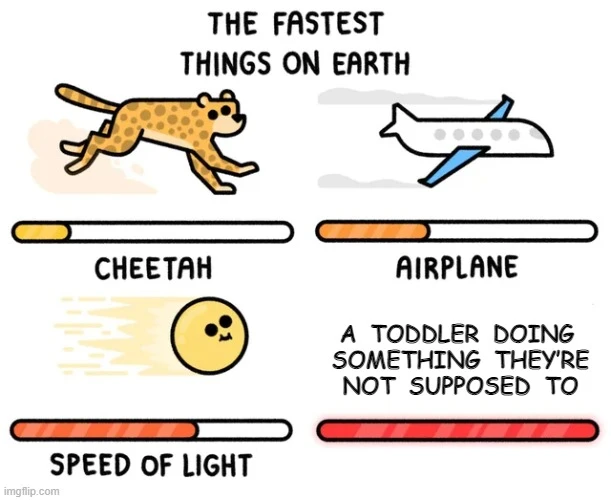 THE FASTEST
THINGS ON EARTH
CHEETAH
AIRPLANE
SPEED OF LIGHT
A TODDLER DOING
SOMETHING THEY'RE
NOT SUPPOSED TO
imgflip.com